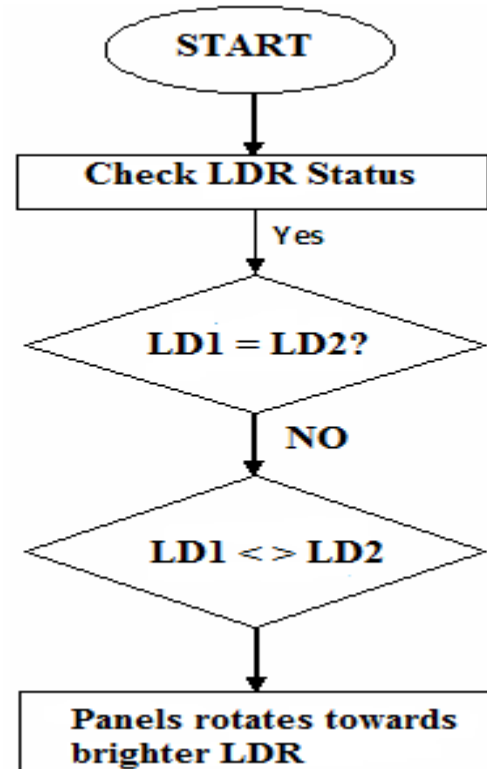 START
Check LDR Status
Yes
LD1 = LD2?
NO
LD1 < > LD2
Panels rotates towards
brighter LDR